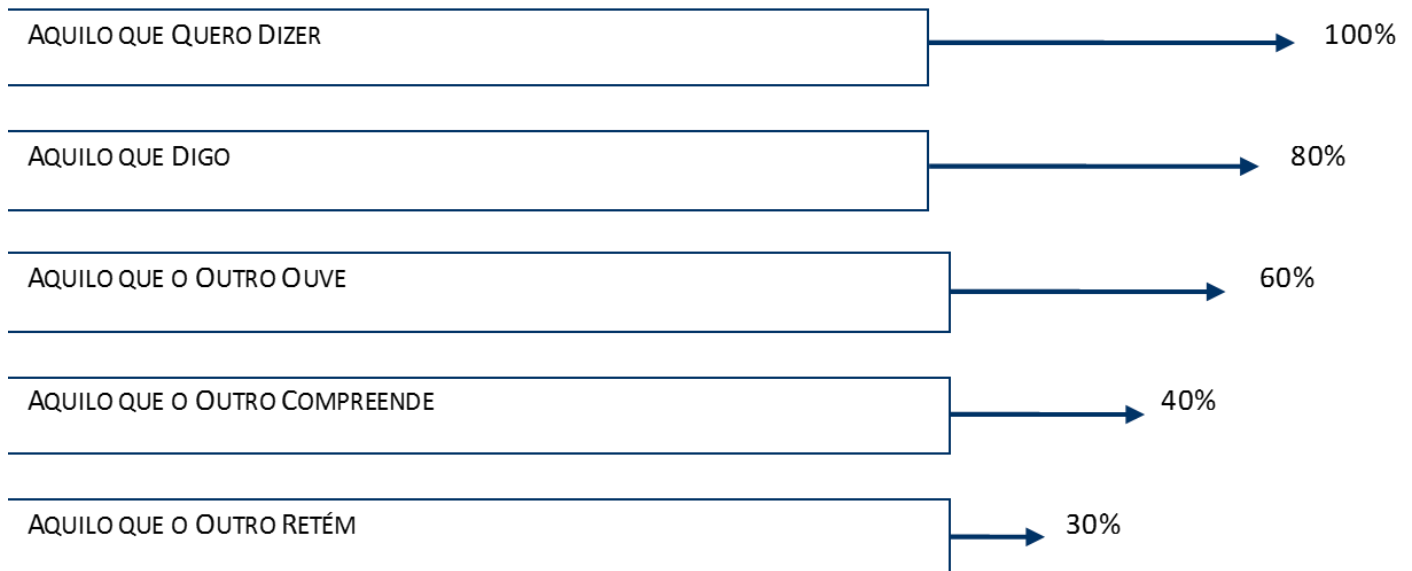 AQUILO QUE QUERO DIZER 100%
AQUILO QUE DIGO 80%
AQUILO QUE O OUTRO OUVE 60%
AQUILO QUE O OUTRO COMPREENDE 40%
AQUILO QUE O OUTRO RETÉM 30%